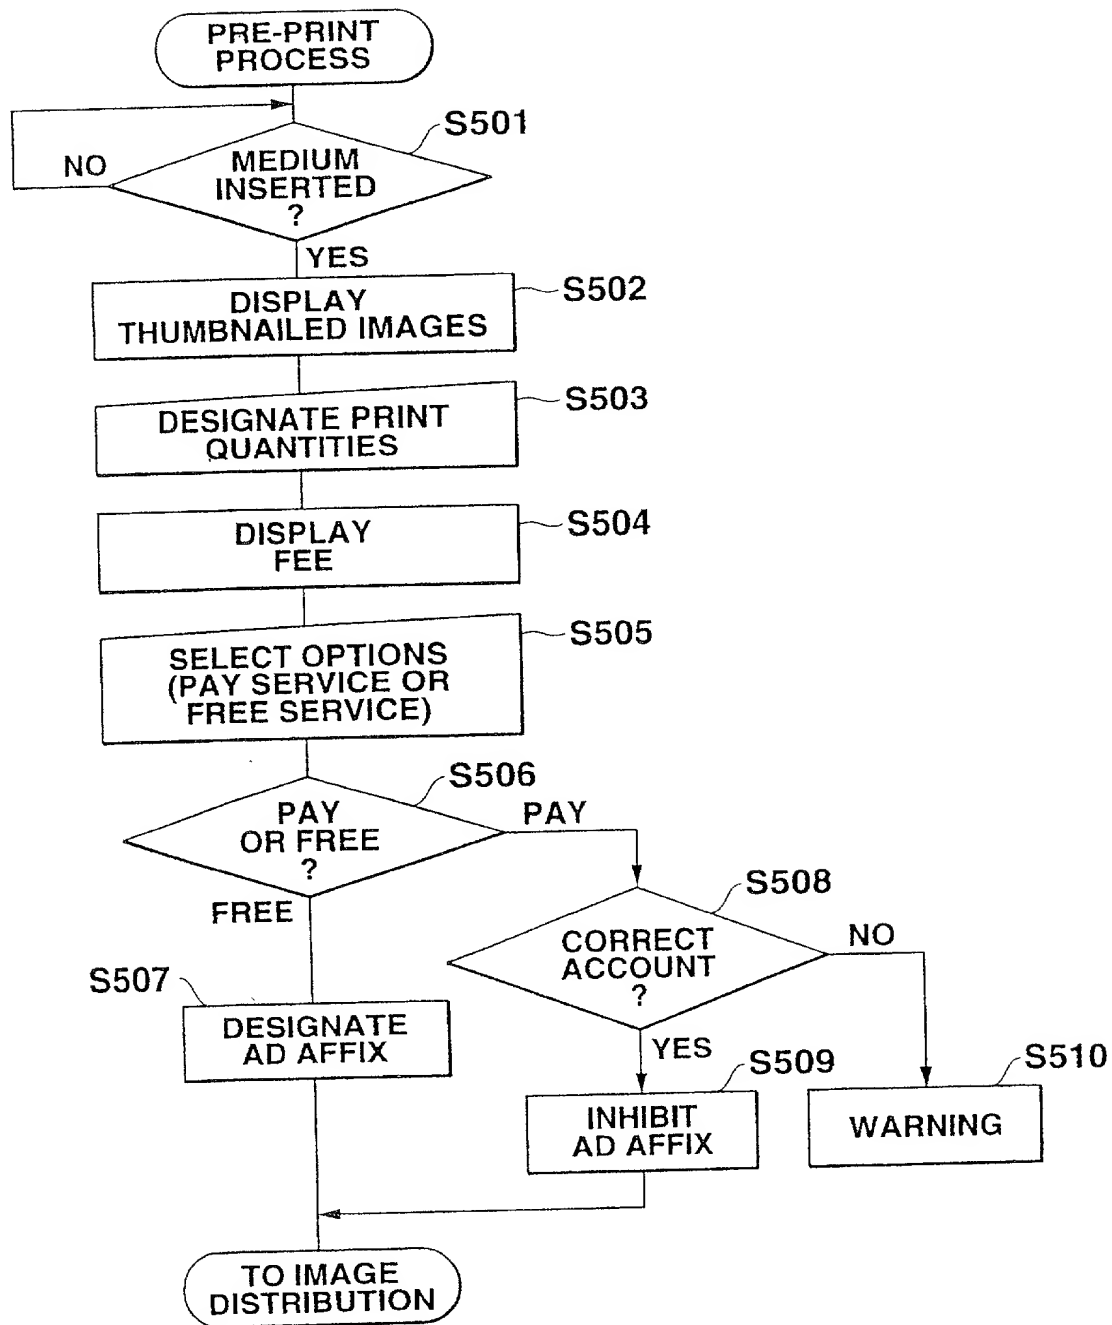 PRE-PRINT
PROCESS
S501
NO
MEDIUM
INSERTED
?
YES
S502
DISPLAY
THUMBNAILED IMAGES
S503
DESIGNATE PRINT
QUANTITIES
S504
DISPLAY
FEE
S505
SELECT OPTIONS
(PAY SERVICE OR
FREE SERVICE)
S506
PAY
OR FREE
?
PAY
FREE
S508
CORRECT
ACCOUNT
?
NO
YES
S507
DESIGNATE
AD AFFIX
S509
INHIBIT
AD AFFIX
S510
WARNING
TO IMAGE
DISTRIBUTION